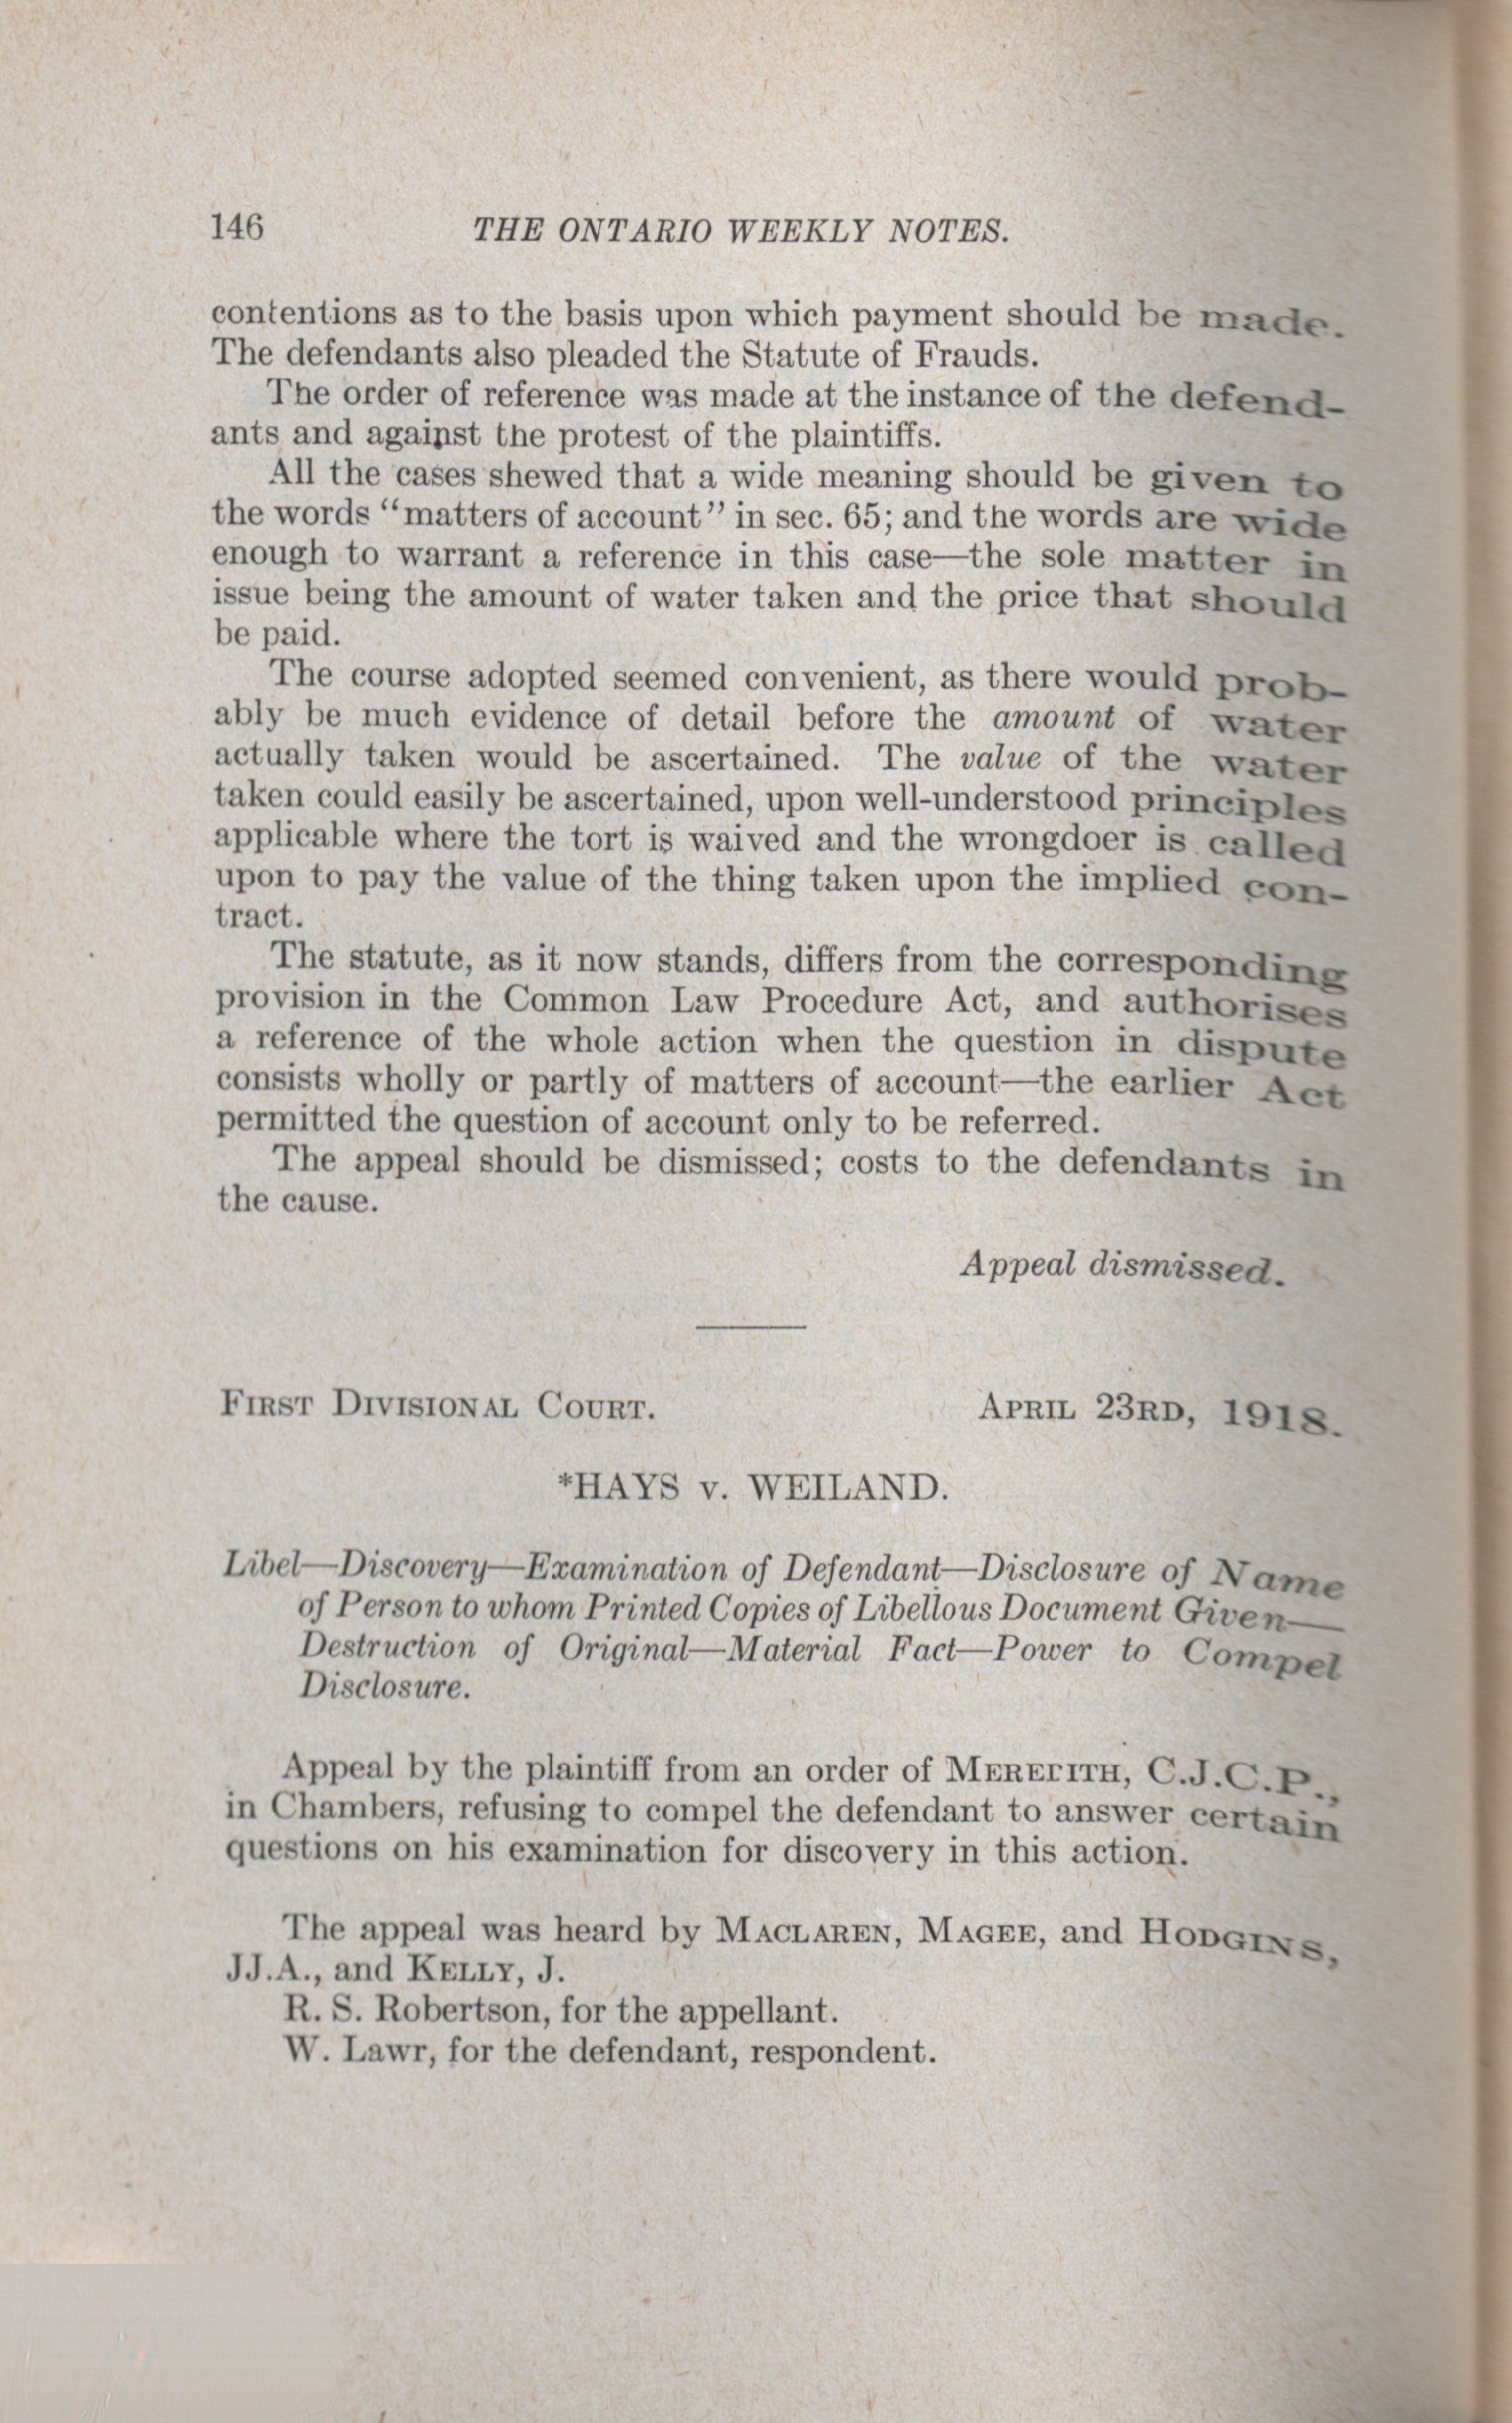 146 THE ONTARIO WEEKLY NOTES.
contentions as to the basis upon which payment should be made.
The defendants also pleaded the Statute of Frauds.
The order of reference was made at the instance of the defend-
ants and against the protest of the plaintiffs.
All the cases shewed that a wide meaning should be given to
the words "matters of account" in sec. 65; and the words are wide
enough to warrant a reference in this case—the sole matter in
issue being the amount of water taken and the price that should
be paid.
The course adopted seemed convenient, as there would prob-
ably be much evidence of detail before the amount of water
actually taken would be ascertained. The value of the water
taken could easily be ascertained, upon well-understood principles
applicable where the tort is waived and the wrongdoer is called
upon to pay the value of the thing taken upon the implied con-
tract.
The statute, as it now stands, differs from the corresponding
provision in the Common Law Procedure Act, and authorises
a reference of the whole action when the question in dispute
consists wholly or partly of matters of account—the earlier Act
permitted the question of account only to be referred.
The appeal should be dismissed; costs to the defendants in
the cause.
Appeal dismissed.
FIRST DIVISIONAL COURT. APRIL 23RD, 1918.
*HAYS v. WEILAND.
Libel—Discovery—Examination of Defendant—Disclosure of Name
of Person to whom Printed Copies of Libellous Document Given—
Destruction of Original—Material Fact—Power to Compel
Disclosure.
Appeal by the plaintiff from an order of MEREDITH, C.J.C.P.,
in Chambers, refusing to compel the defendant to answer certain
questions on his examination for discovery in this action.
The appeal was heard by MACLAREN, MAGEE, and HODGINS,
JJ.A., and KELLY, J.
R. S. Robertson, for the appellant.
W. Lawr, for the defendant, respondent.